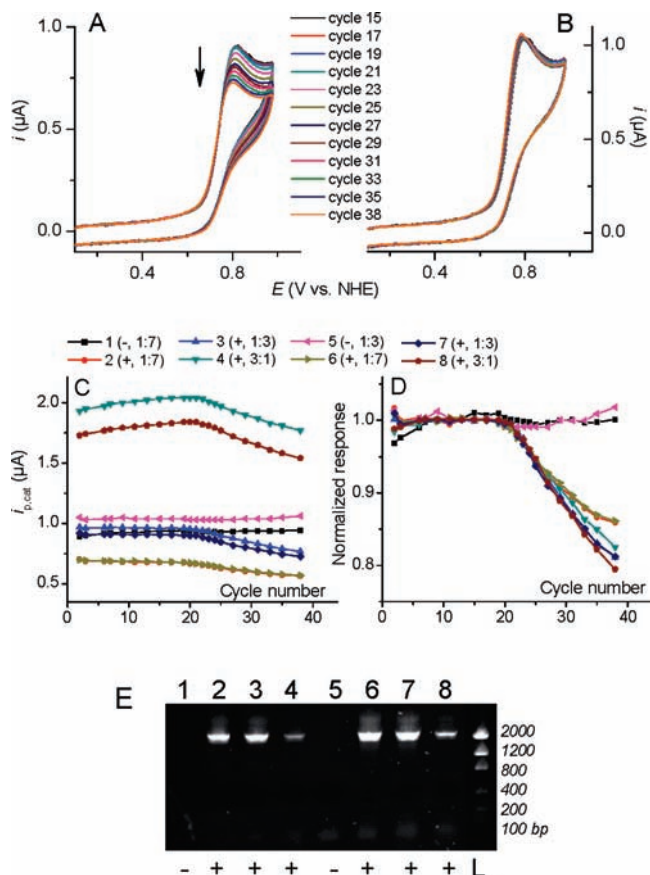 A
B
1.0
0.5
0.0
i (µA)
0.4
0.8
cycle 15
cycle 17
cycle 19
cycle 21
cycle 23
cycle 25
cycle 27
cycle 29
cycle 31
cycle 33
cycle 35
cycle 38
0.4
0.8
1.0
0.5
0.0
i (µA)
E (V vs. NHE)
1 (-, 1:7)
3 (+, 1:3)
5 (-, 1:3)
7 (+, 1:3)
2 (+, 1:7)
4 (+, 3:1)
6 (+, 1:7)
8 (+, 3:1)
C
2.0
1.5
1.0
0.5
i p,cat (µA)
Cycle number
0
10
20
30
40
D
1.0
0.9
0.8
Normalized response
Cycle number
0
10
20
30
40
E
1 2 3 4 5 6 7 8
2000
1200
800
400
200
100 bp
- + + + - + + + L